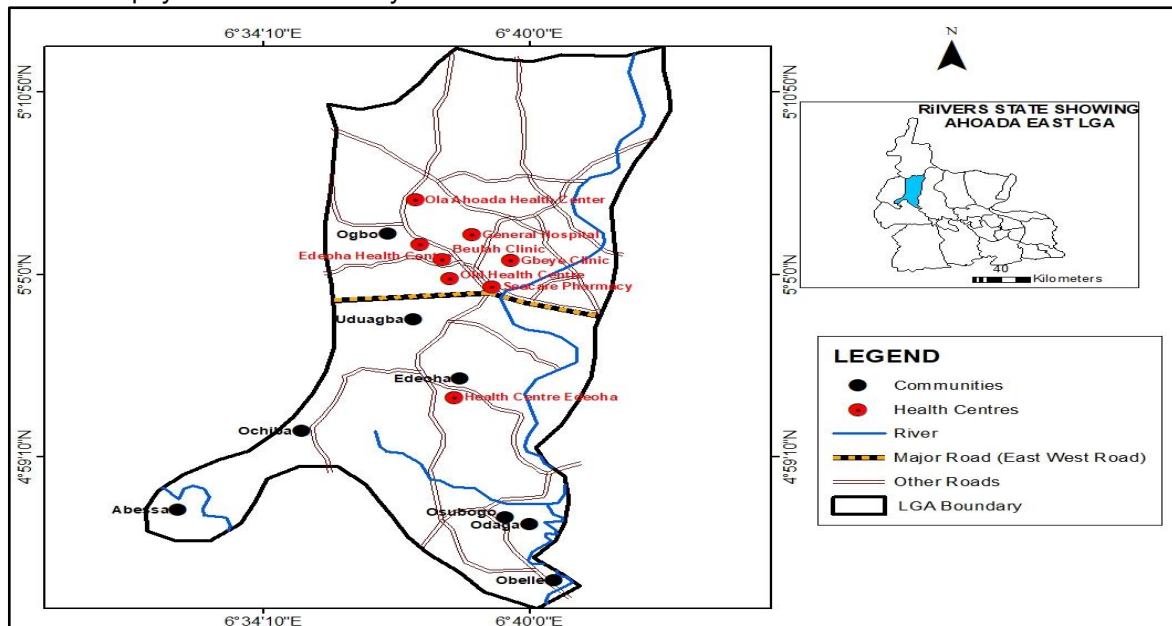 6°34'10"E
6°40'0"E
N
5°10'50"N
5°10'50"N
RiIVERS STATE SHOWING
AHOADA EAST LGA
40
Kilometers
Ola Ahoada Health Center
Ogbo
General Hospital
Beulah Clinic
Edeoha Health Cent
Gbeye Clinic
Old Health Centre
Seacare Pharmacy
5°5'0"N
5°5'0"N
Uduagba
Edeoha
Health Centre Edeoha
Ochiba
4°59'10"N
4°59'10"N
Abessa
Osubogo
Odaga
Obelle
6°34'10"E
6°40'0"E
LEGEND
Communities
Health Centres
River
Major Road (East West Road)
Other Roads
LGA Boundary